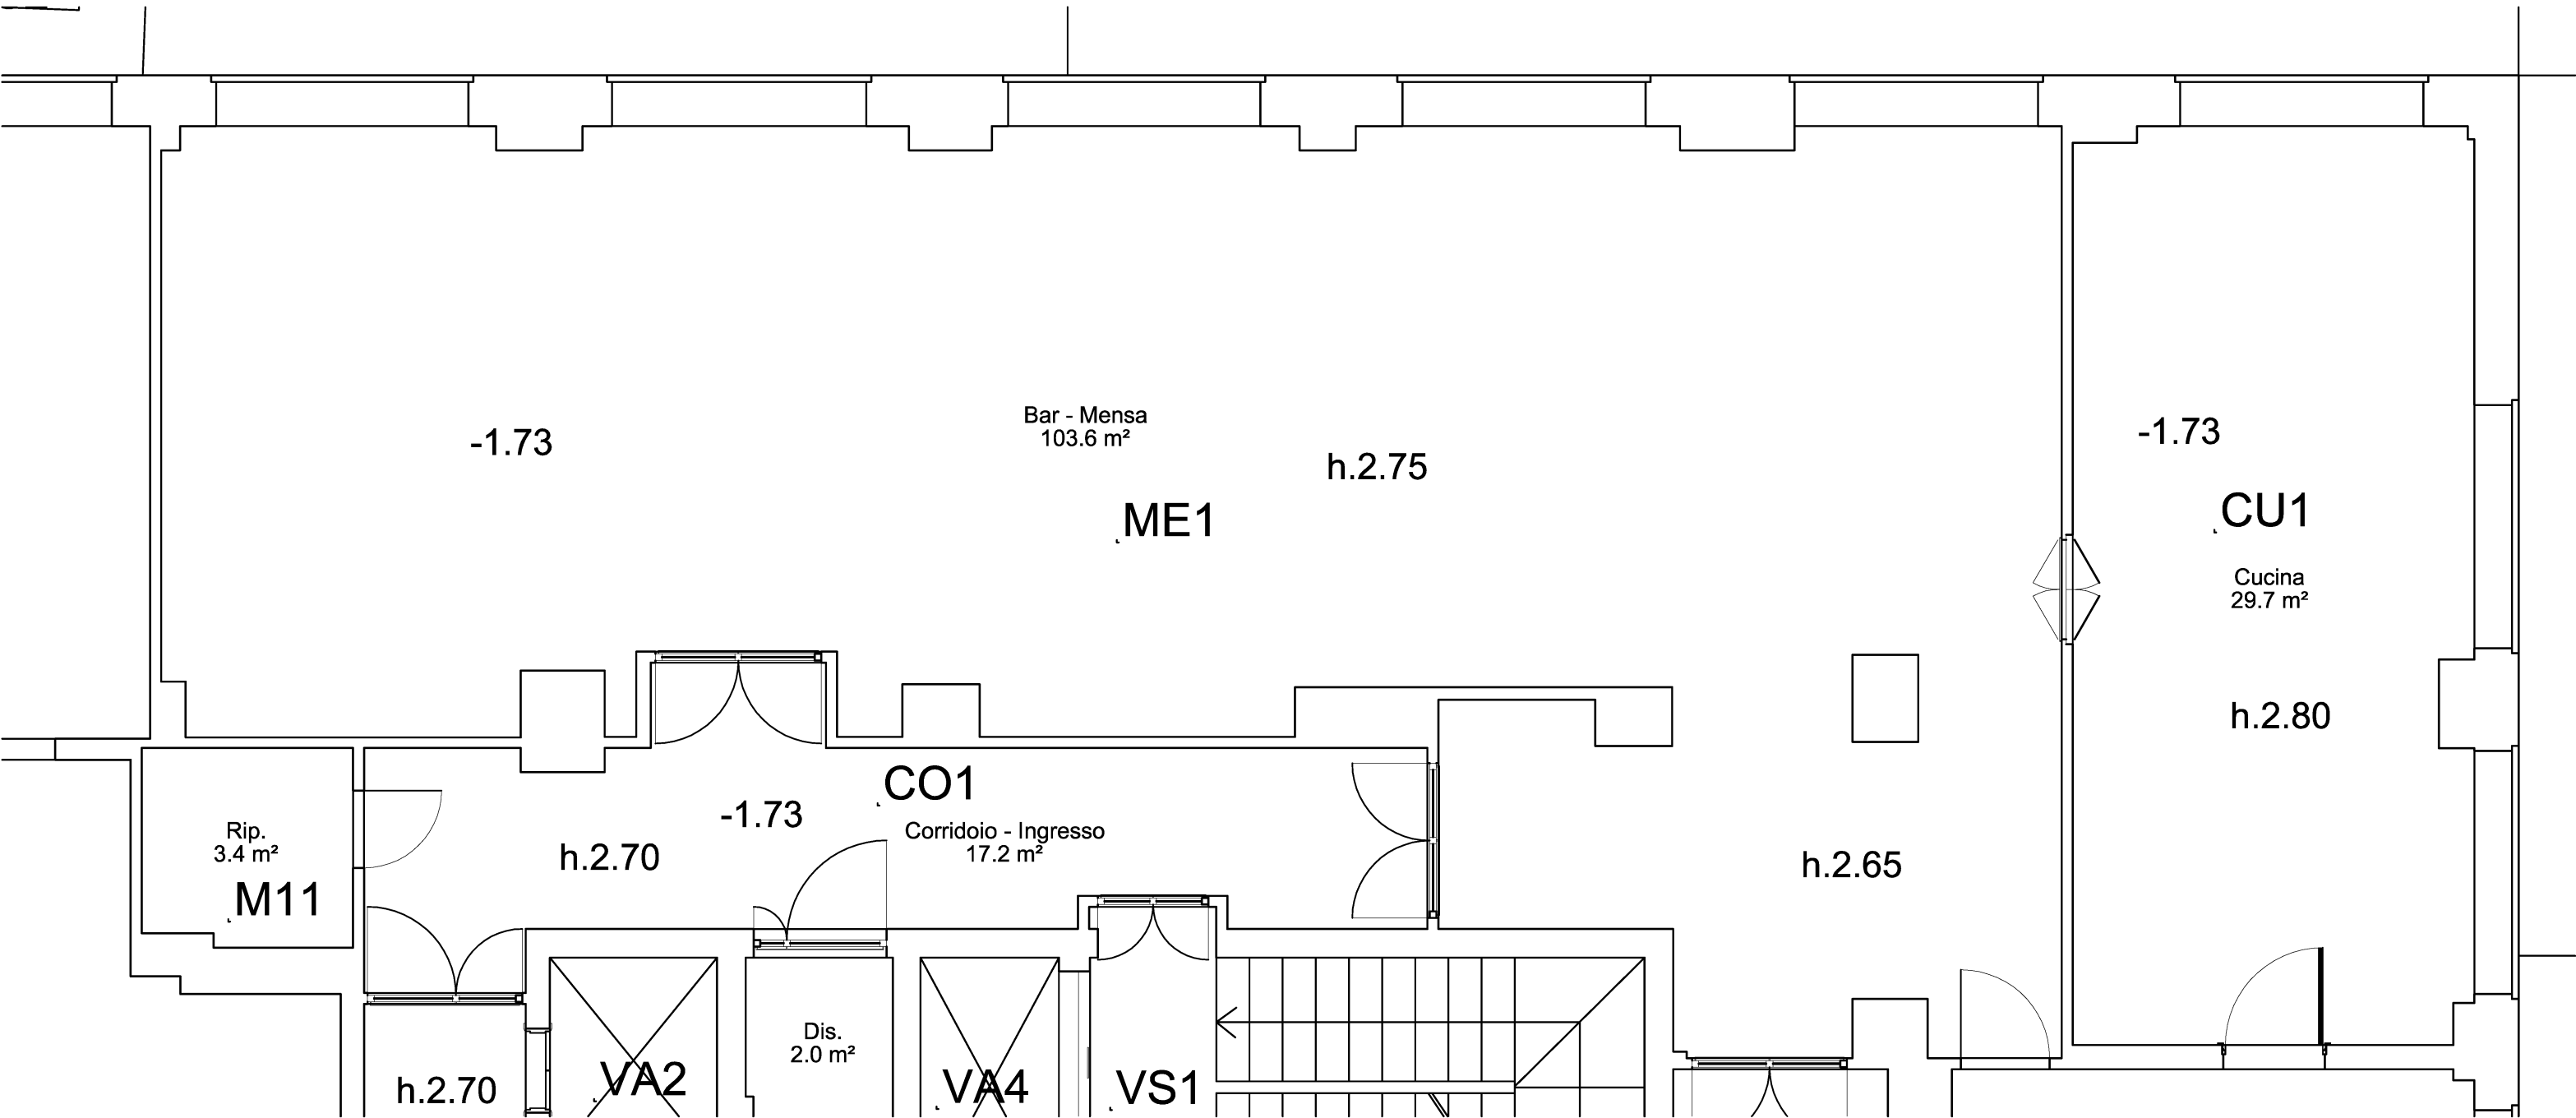 Bar - Mensa
103.6 m²
-1.73
h.2.75
ME1
-1.73
CU1
Cucina
29.7 m²
h.2.80
CO1
-1.73
Corridoio - Ingresso
17.2 m²
h.2.70
Rip.
3.4 m²
M11
h.2.65
Dis.
2.0 m²
h.2.70
VA2
VA4
VS1